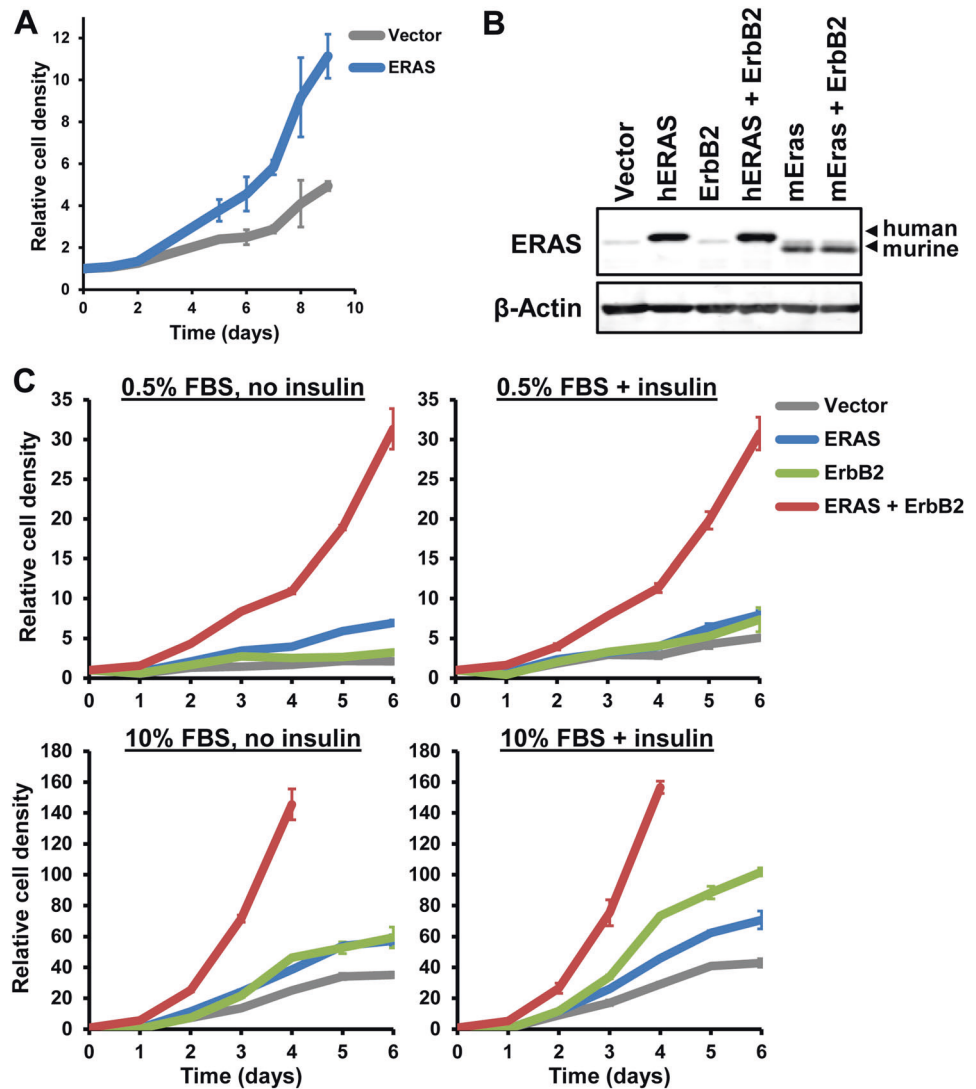 A
Vector
ERAS
Relative cell density
12
10
8
6
4
2
0
0 2 4 6 8 10
Time (days)
B
Vector
hERAS
ErbB2
hERAS + ErbB2
mEras
mEras + ErbB2
ERAS
human
murine
β-Actin
C
0.5% FBS, no insulin
Relative cell density
35
30
25
20
15
10
5
0
0 1 2 3 4 5 6
0.5% FBS + insulin
35
30
25
20
15
10
5
0
0 1 2 3 4 5 6
Vector
ERAS
ErbB2
ERAS + ErbB2
10% FBS, no insulin
Relative cell density
180
160
140
120
100
80
60
40
20
0
0 1 2 3 4 5 6
Time (days)
10% FBS + insulin
180
160
140
120
100
80
60
40
20
0
0 1 2 3 4 5 6
Time (days)